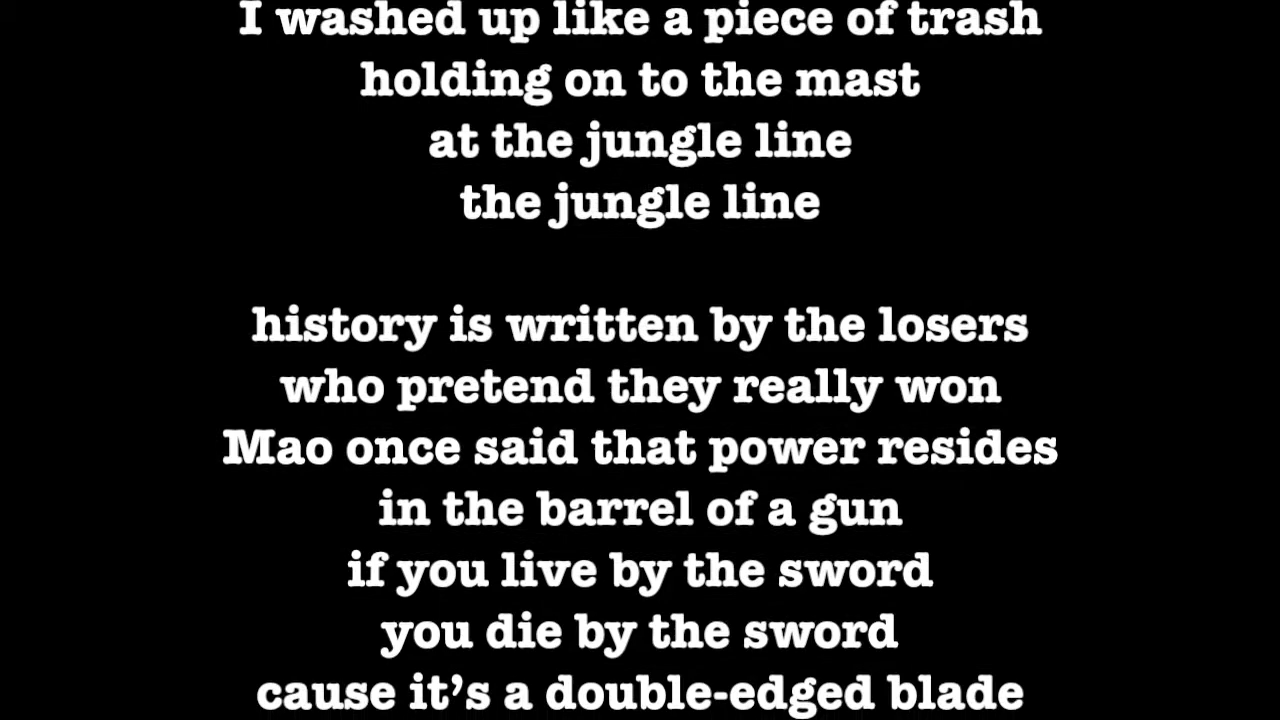 I washed up like a piece of trash
holding on to the mast
at the jungle line
the jungle line
history is written by the losers
who pretend they really won
Mao once said that power resides
in the barrel of a gun
if you live by the sword
you die by the sword
cause it’s a double-edged blade